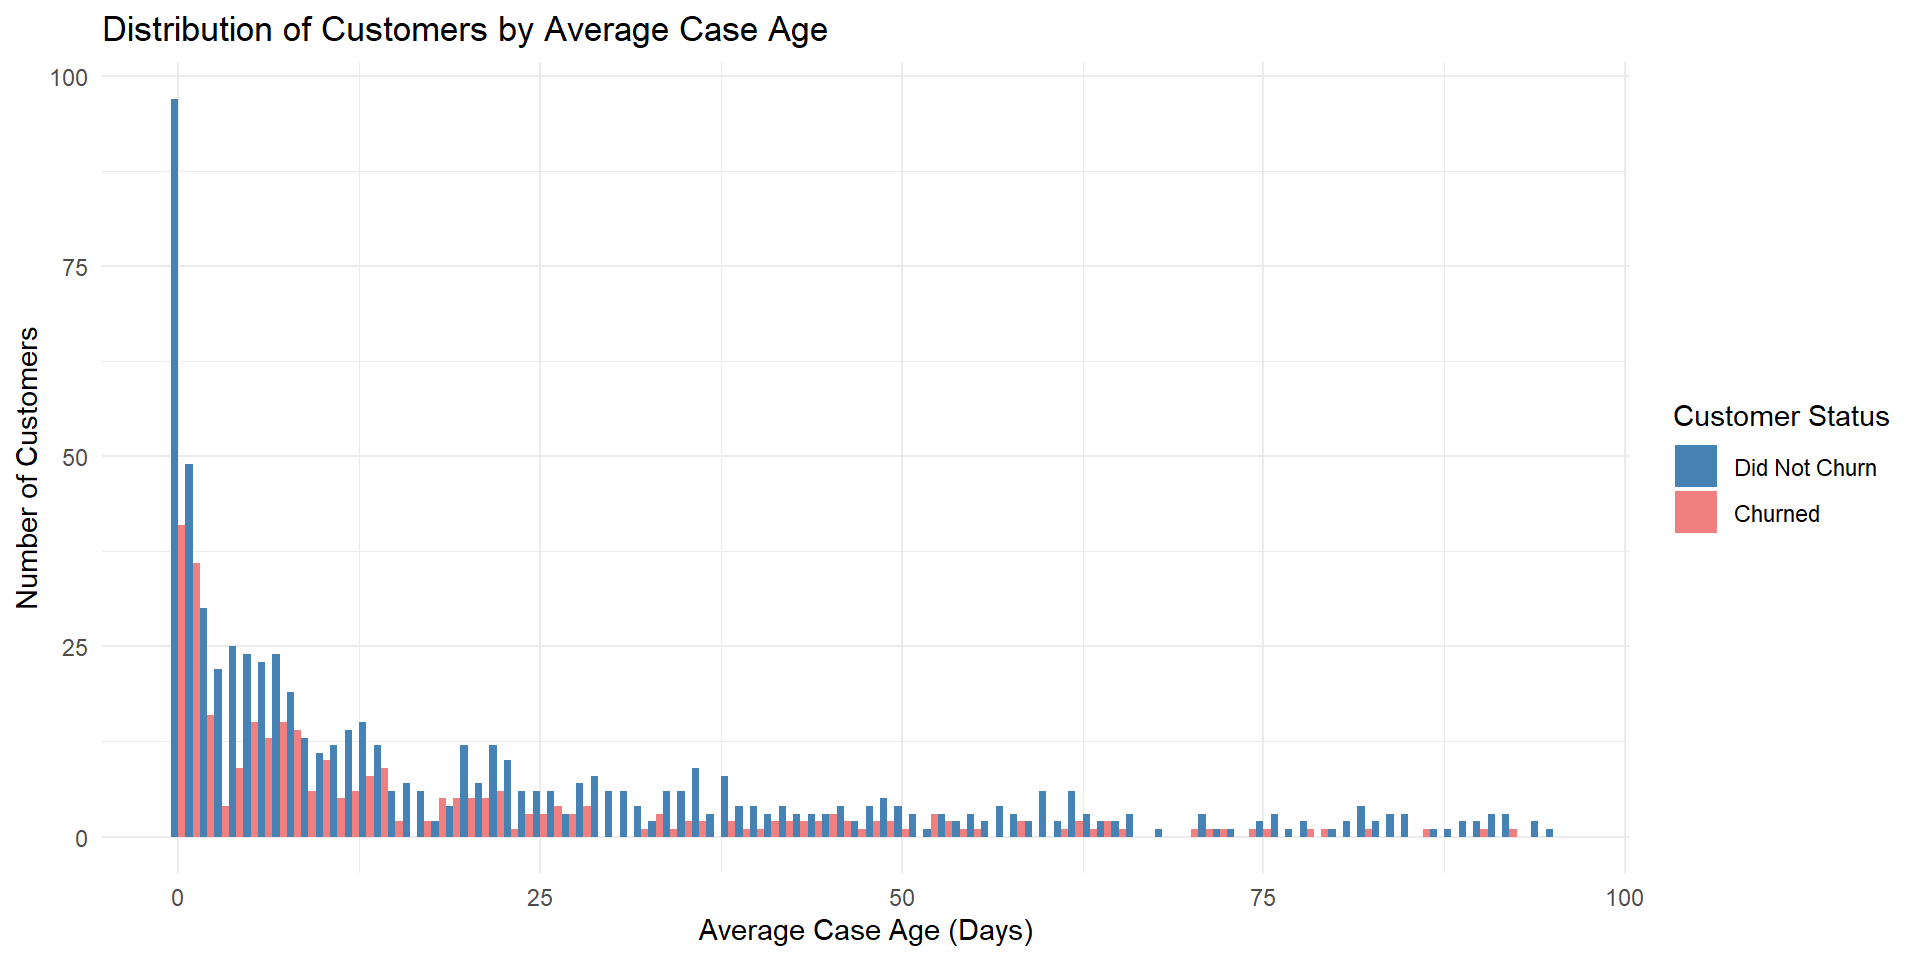 Distribution of Customers by Average Case Age
100
75
50
25
0
Number of Customers
0 25 50 75 100
Average Case Age (Days)
Customer Status
Did Not Churn
Churned